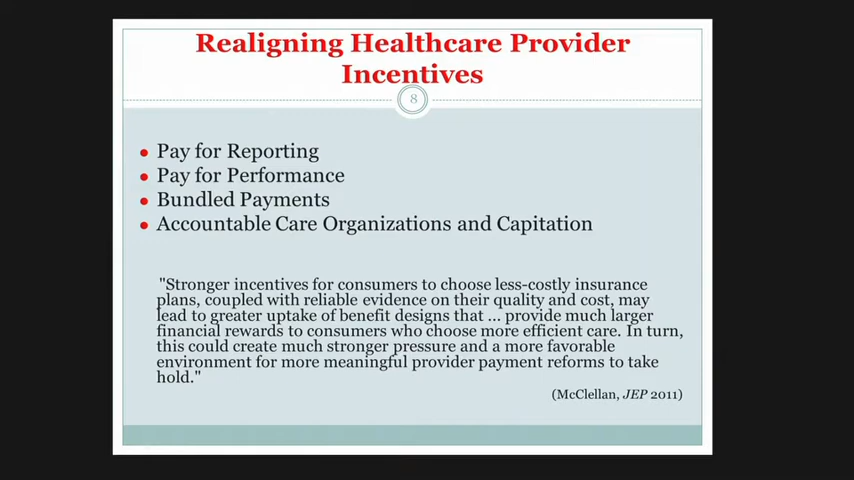 Realigning Healthcare Provider
Incentives
8
• Pay for Reporting
• Pay for Performance
• Bundled Payments
• Accountable Care Organizations and Capitation
"Stronger incentives for consumers to choose less-costly insurance
plans, coupled with reliable evidence on their quality and cost, may
lead to greater uptake of benefit designs that ... provide much larger
financial rewards to consumers who choose more efficient care. In turn,
this could create much stronger pressure and a more favorable
environment for more meaningful provider payment reforms to take
hold."
(McClellan, JEP 2011)